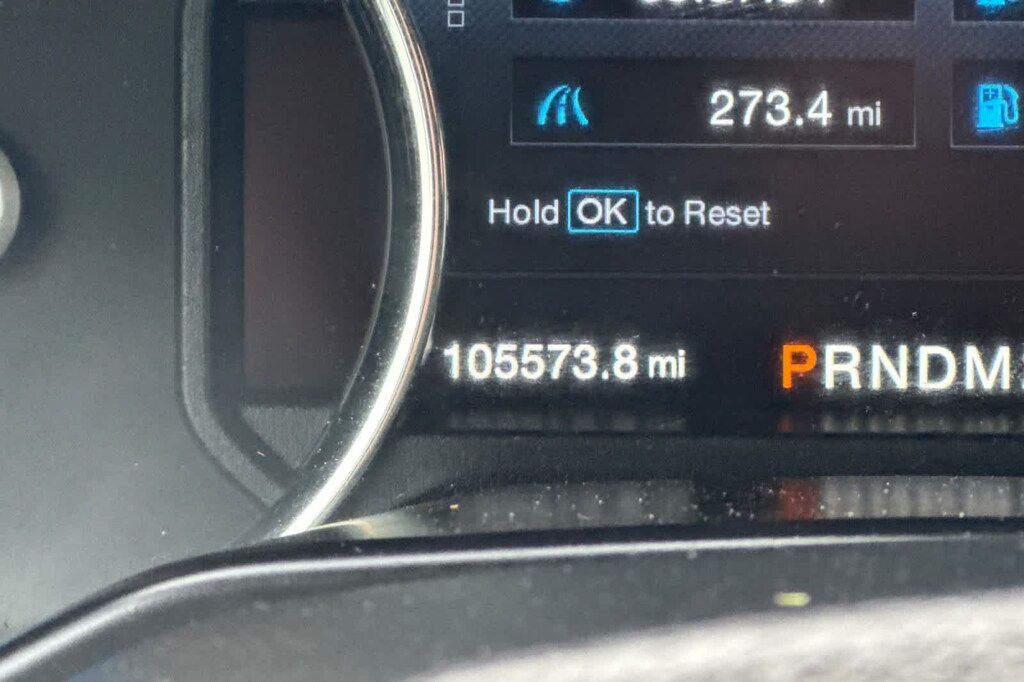 273.4 mi
Hold OK to Reset
105573.8 mi PRNDM